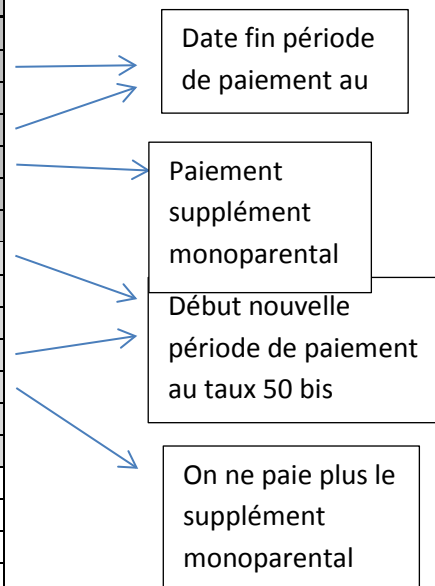 Date fin période
de paiement au
Paiement
supplément
monoparental
Début nouvelle
période de paiement
au taux 50 bis
On ne paie plus le
supplément
monoparental